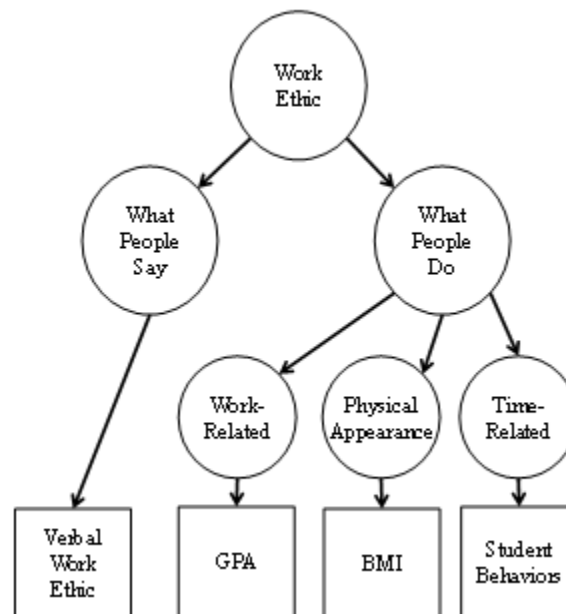 Work
Ethic
What
People
Say
What
People
Do
Work-
Related
Physical
Appearance
Time-
Related
Verbal
Work
Ethic
GPA
BMI
Student
Behaviors